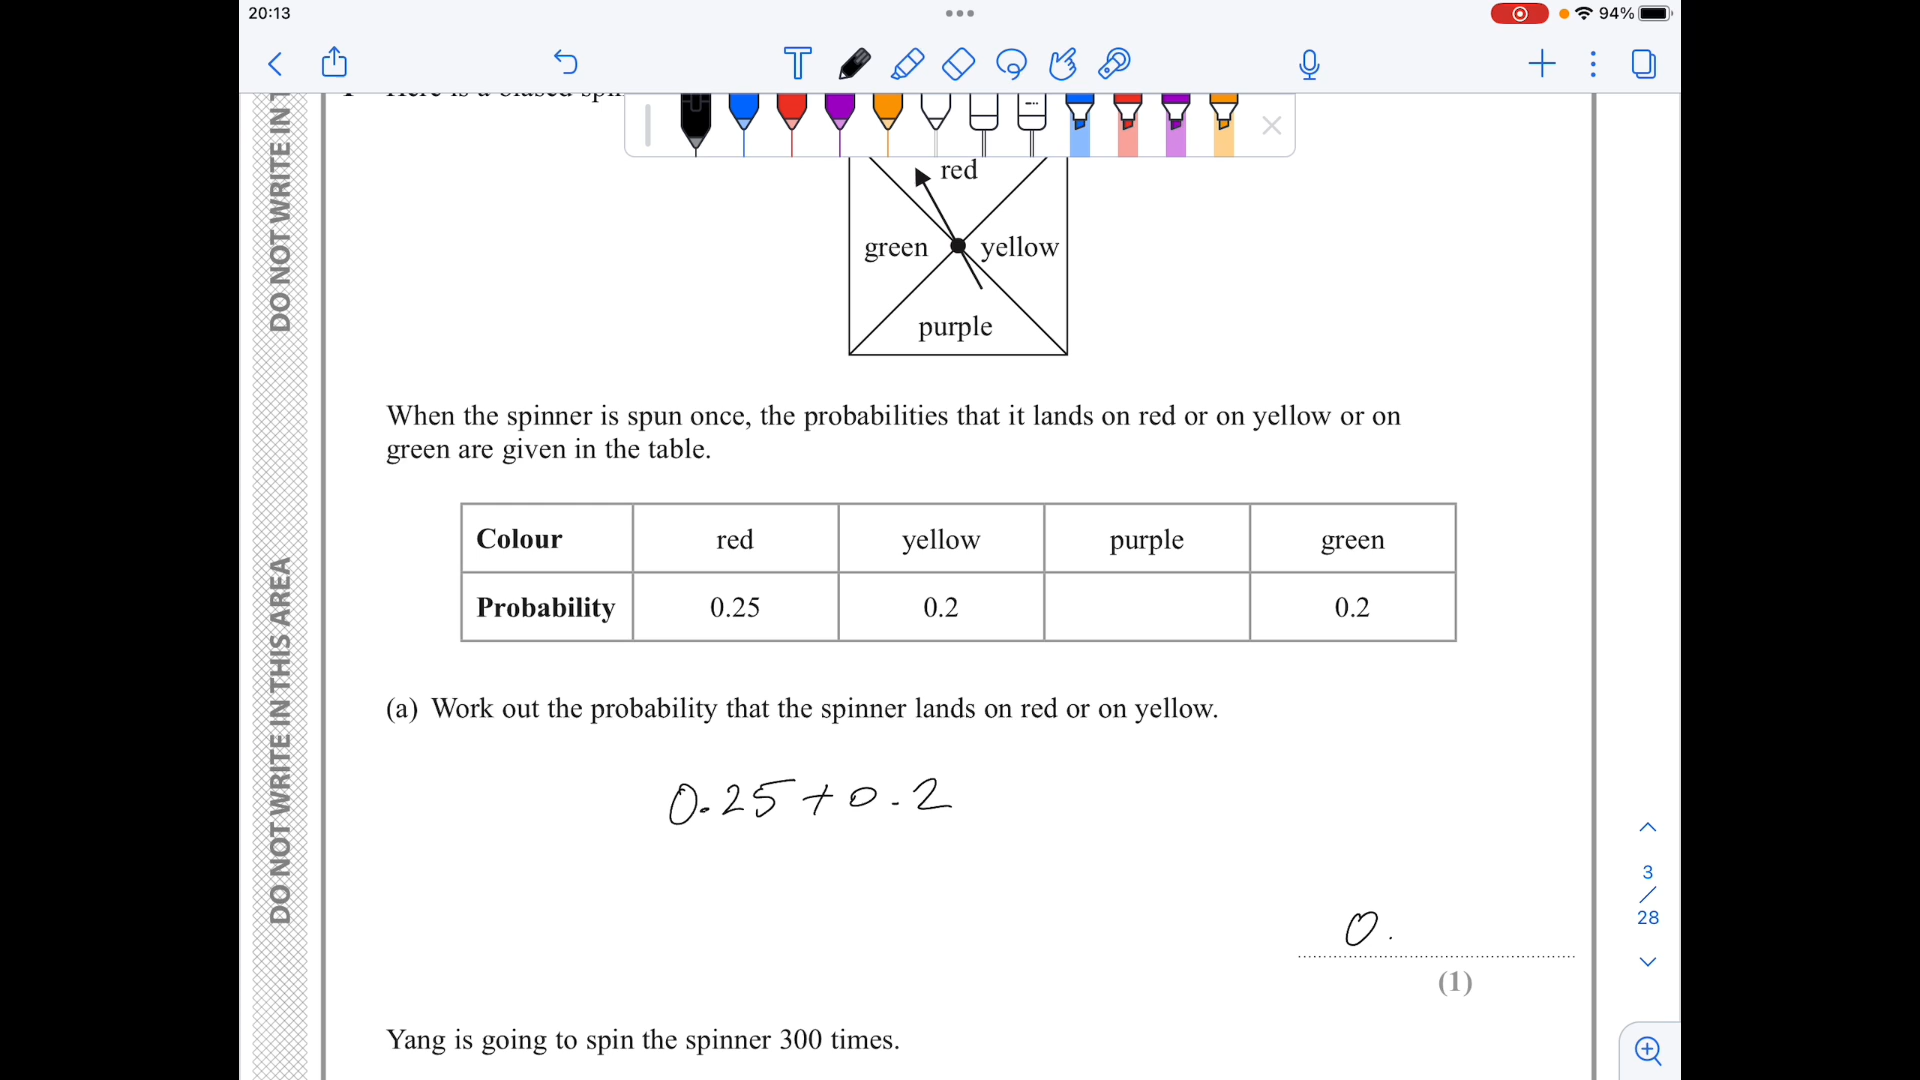 20:13
94%
T
Here is a biased
red
green
yellow
purple
When the spinner is spun once, the probabilities that it lands on red or on yellow or on
green are given in the table.
Colour red yellow purple green
Probability 0.25 0.2 0.2
(a) Work out the probability that the spinner lands on red or on yellow.
0.25 + 0.2
0.
(1)
Yang is going to spin the spinner 300 times.
DO NOT WRITE IN
DO NOT WRITE IN THIS AREA
3
/
28